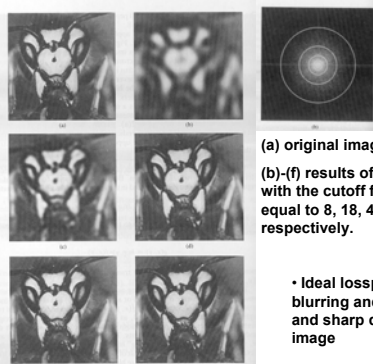 (a) (b) (b)
(a) original imag
(b)-(f) results of
with the cutoff f
equal to 8, 18, 4
respectively.
(c) (d)
• Ideal lossp
blurring and
and sharp d
image